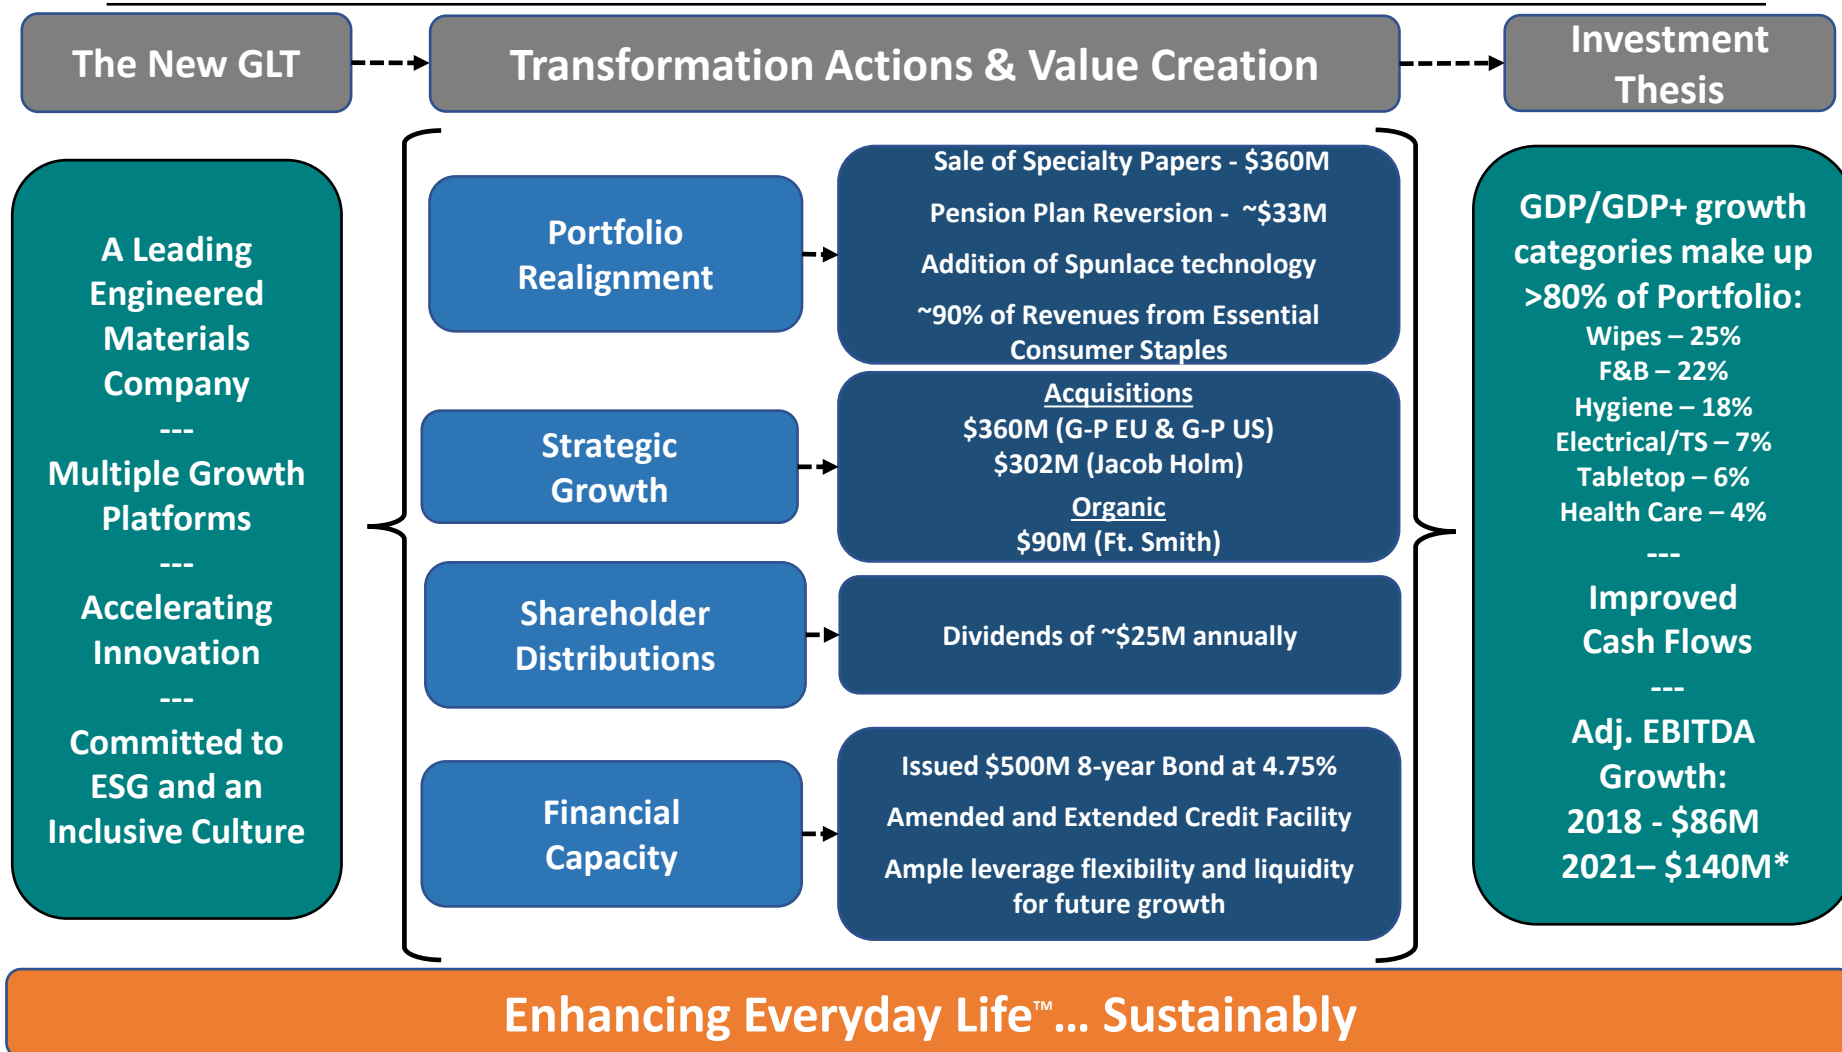 The New GLT
Transformation Actions & Value Creation
Investment
Thesis
A Leading
Engineered
Materials
Company
---
Multiple Growth
Platforms
---
Accelerating
Innovation
---
Committed to
ESG and an
Inclusive Culture
Portfolio
Realignment
Sale of Specialty Papers - $360M
Pension Plan Reversion - ~$33M
Addition of Spunlace technology
~90% of Revenues from Essential
Consumer Staples
Strategic
Growth
Acquisitions
$360M (G-P EU & G-P US)
$302M (Jacob Holm)
Organic
$90M (Ft. Smith)
Shareholder
Distributions
Dividends of ~$25M annually
Financial
Capacity
Issued $500M 8-year Bond at 4.75%
Amended and Extended Credit Facility
Ample leverage flexibility and liquidity
for future growth
GDP/GDP+ growth
categories make up
>80% of Portfolio:
Wipes – 25%
F&B – 22%
Hygiene – 18%
Electrical/TS – 7%
Tabletop – 6%
Health Care – 4%
---
Improved
Cash Flows
---
Adj. EBITDA
Growth:
2018 - $86M
2021– $140M*
Enhancing Everyday Life™... Sustainably